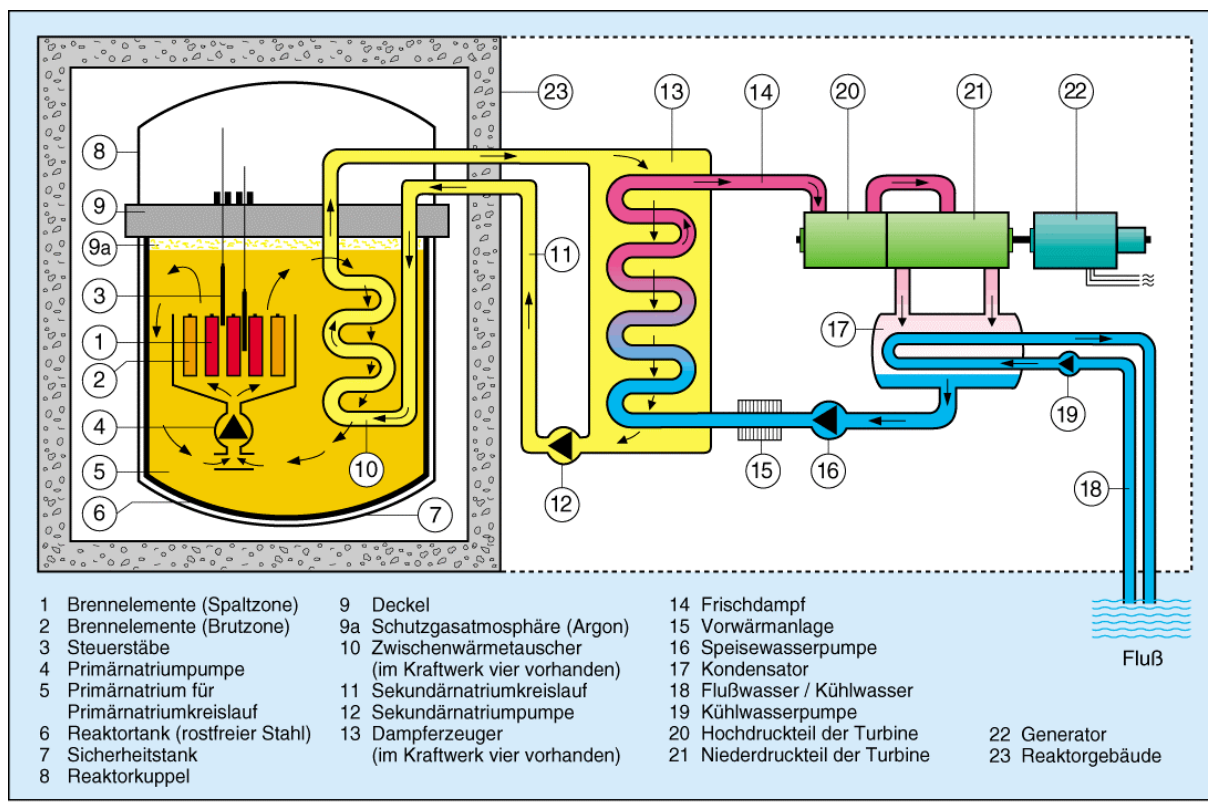 23
13
14
20
21
22
8
9
9a
11
3
17
1
2
19
4
10
15
16
5
12
18
6
7
Fluß
1 Brennelemente (Spaltzone)
2 Brennelemente (Brutzone)
3 Steuerstäbe
4 Primärnatriumpumpe
5 Primärnatrium für
Primärnatriumkreislauf
6 Reaktortank (rostfreier Stahl)
7 Sicherheitstank
8 Reaktorkuppel
9 Deckel
9a Schutzgasatmosphäre (Argon)
10 Zwischenwärmetauscher
(im Kraftwerk vier vorhanden)
11 Sekundärnatriumkreislauf
12 Sekundärnatriumpumpe
13 Dampferzeuger
(im Kraftwerk vier vorhanden)
14 Frischdampf
15 Vorwärmanlage
16 Speisewasserpumpe
17 Kondensator
18 Flußwasser / Kühlwasser
19 Kühlwasserpumpe
20 Hochdruckteil der Turbine
21 Niederdruckteil der Turbine
22 Generator
23 Reaktorgebäude